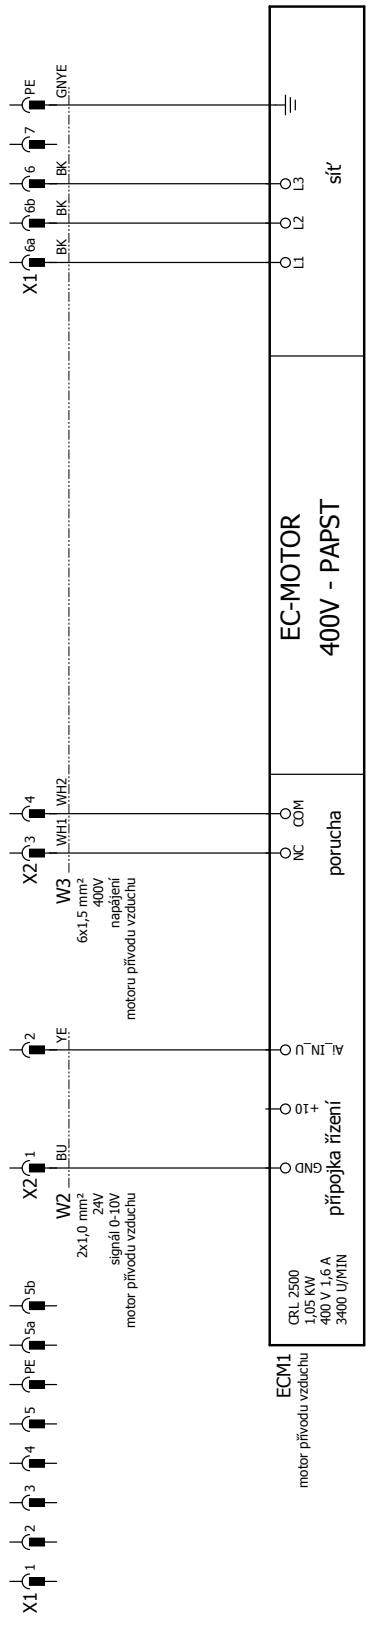 X1 1 2 3 4 5 PE 5a 5b
X2 1 2
X2 3 4
X1 6a 6b 6 7 PE
BU YE
WH1 WH2
BK BK BK GNYE
W2
2x1,0 mm²
24V
signál 0-10V
motor přívodu vzduchu
W3
6x1,5 mm²
400V
napájení
motoru přívodu vzduchu
ECM1
motor přívodu vzduchu
CRL 2500
1,05 KW
400 V 1,6 A
3400 U/MIN
GND
+10
Ai_IN_U
přípojka řízení
NC
COM
porucha
EC-MOTOR
400V - PAPST
L1
L2
L3
síť